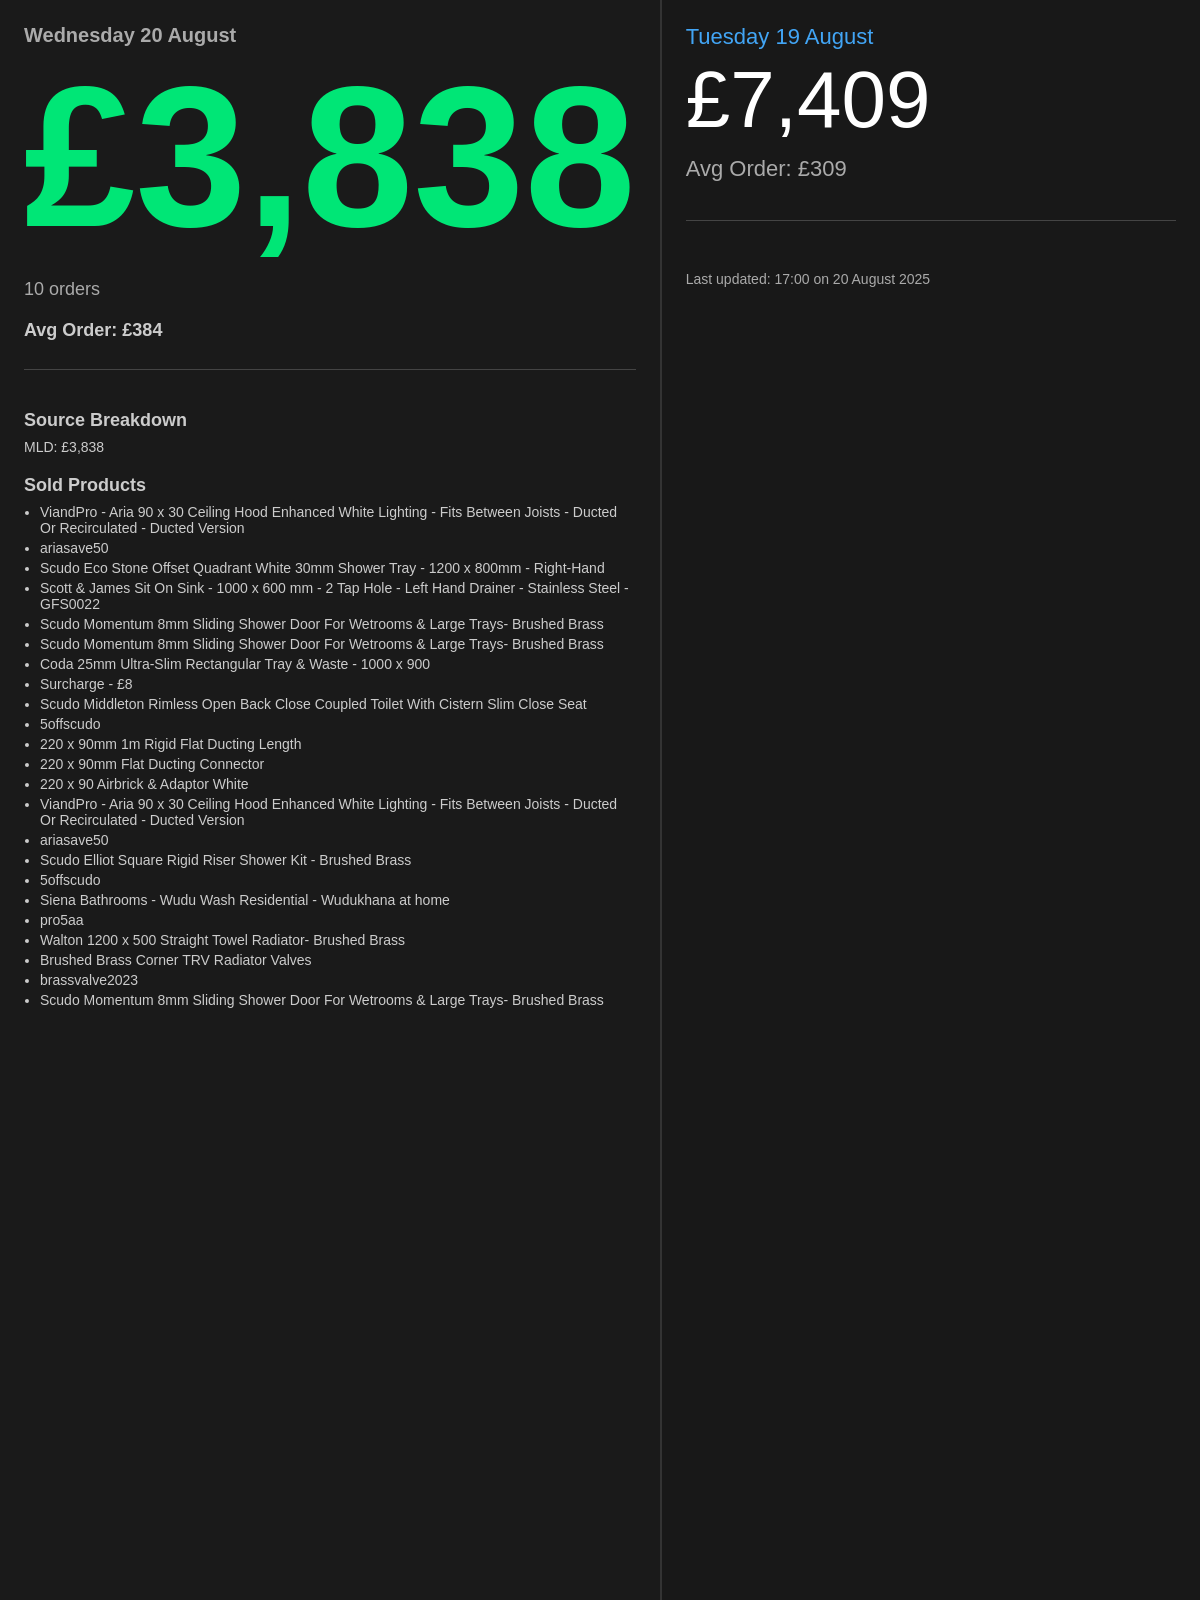 Wednesday 20 August
£3,838
10 orders
Avg Order: £384
Source Breakdown
MLD: £3,838
Sold Products
• ViandPro - Aria 90 x 30 Ceiling Hood Enhanced White Lighting - Fits Between Joists - Ducted
Or Recirculated - Ducted Version
• ariasave50
• Scudo Eco Stone Offset Quadrant White 30mm Shower Tray - 1200 x 800mm - Right-Hand
• Scott & James Sit On Sink - 1000 x 600 mm - 2 Tap Hole - Left Hand Drainer - Stainless Steel -
GFS0022
• Scudo Momentum 8mm Sliding Shower Door For Wetrooms & Large Trays- Brushed Brass
• Scudo Momentum 8mm Sliding Shower Door For Wetrooms & Large Trays- Brushed Brass
• Coda 25mm Ultra-Slim Rectangular Tray & Waste - 1000 x 900
• Surcharge - £8
• Scudo Middleton Rimless Open Back Close Coupled Toilet With Cistern Slim Close Seat
• 5offscudo
• 220 x 90mm 1m Rigid Flat Ducting Length
• 220 x 90mm Flat Ducting Connector
• 220 x 90 Airbrick & Adaptor White
• ViandPro - Aria 90 x 30 Ceiling Hood Enhanced White Lighting - Fits Between Joists - Ducted
Or Recirculated - Ducted Version
• ariasave50
• Scudo Elliot Square Rigid Riser Shower Kit - Brushed Brass
• 5offscudo
• Siena Bathrooms - Wudu Wash Residential - Wudukhana at home
• pro5aa
• Walton 1200 x 500 Straight Towel Radiator- Brushed Brass
• Brushed Brass Corner TRV Radiator Valves
• brassvalve2023
• Scudo Momentum 8mm Sliding Shower Door For Wetrooms & Large Trays- Brushed Brass
Tuesday 19 August
£7,409
Avg Order: £309
Last updated: 17:00 on 20 August 2025